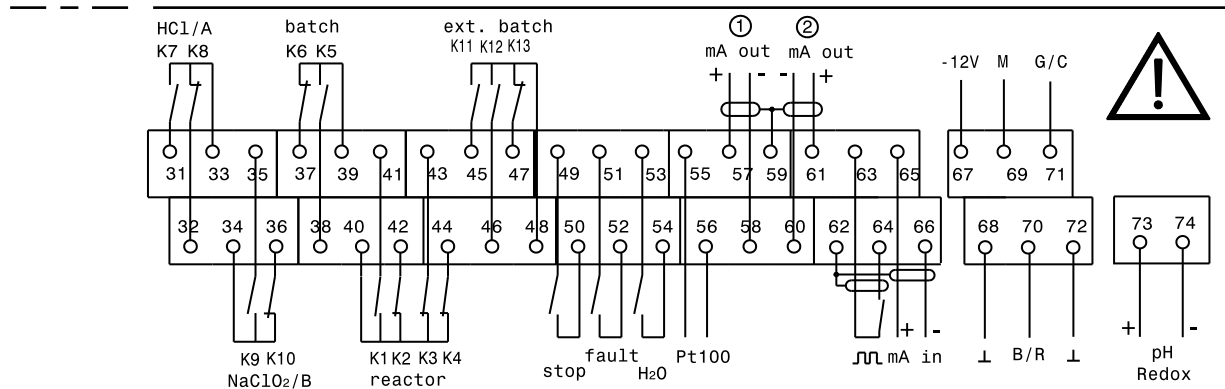 HCl/A batch ext. batch ① ②
K7 K8 K6 K5 K11 K12 K13 mA out mA out
+ - - + -12V M G/C
31 33 35 37 39 41 43 45 47 49 51 53 55 57 59 61 63 65 67 69 71
32 34 36 38 40 42 44 46 48 50 52 54 56 58 60 62 64 66 68 70 72 73 74
+ - + -
K9 K10 K1 K2 K3 K4 stop fault H₂O Pt100 mA in ⊥ B/R ⊥ pH
NaClO₂/B reactor Redox